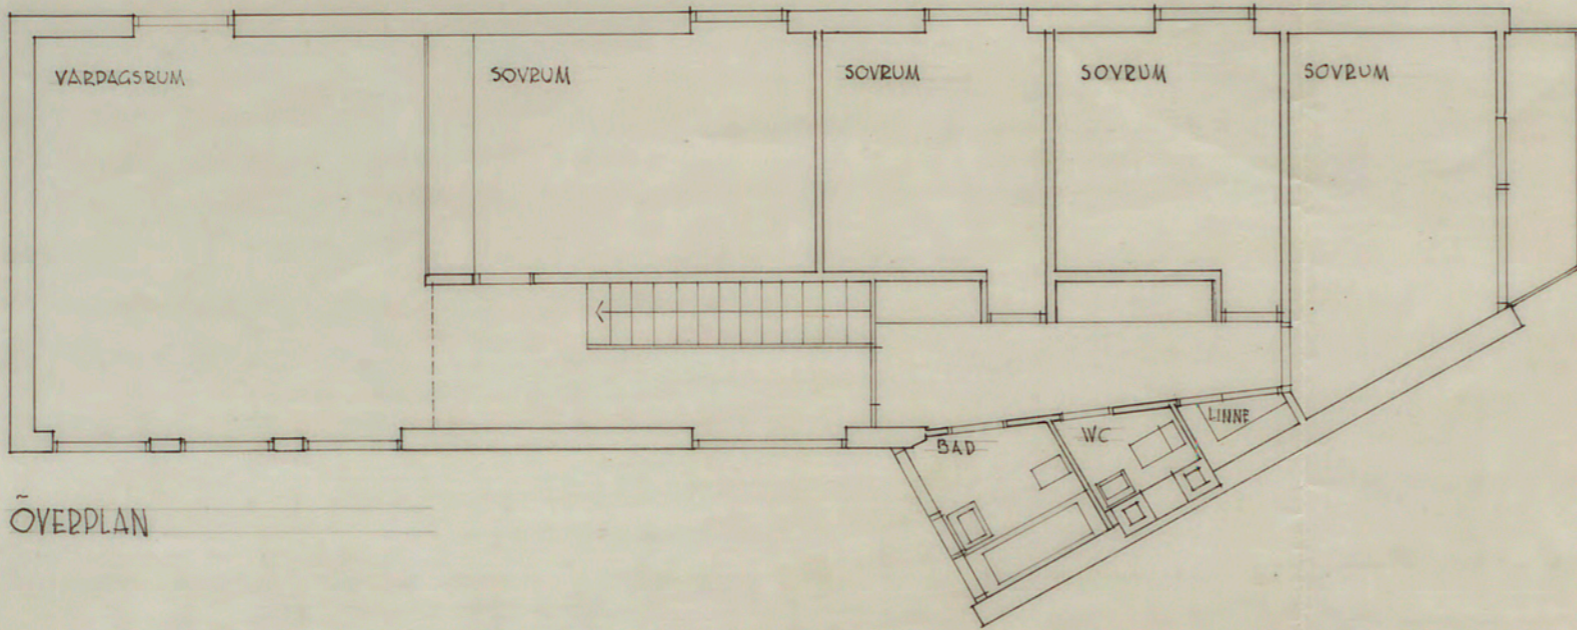 VARDAGSRUM
SOVRUM
SOVRUM
SOVRUM
SOVRUM
LINNE
WC
BAD
ÖVERPLAN